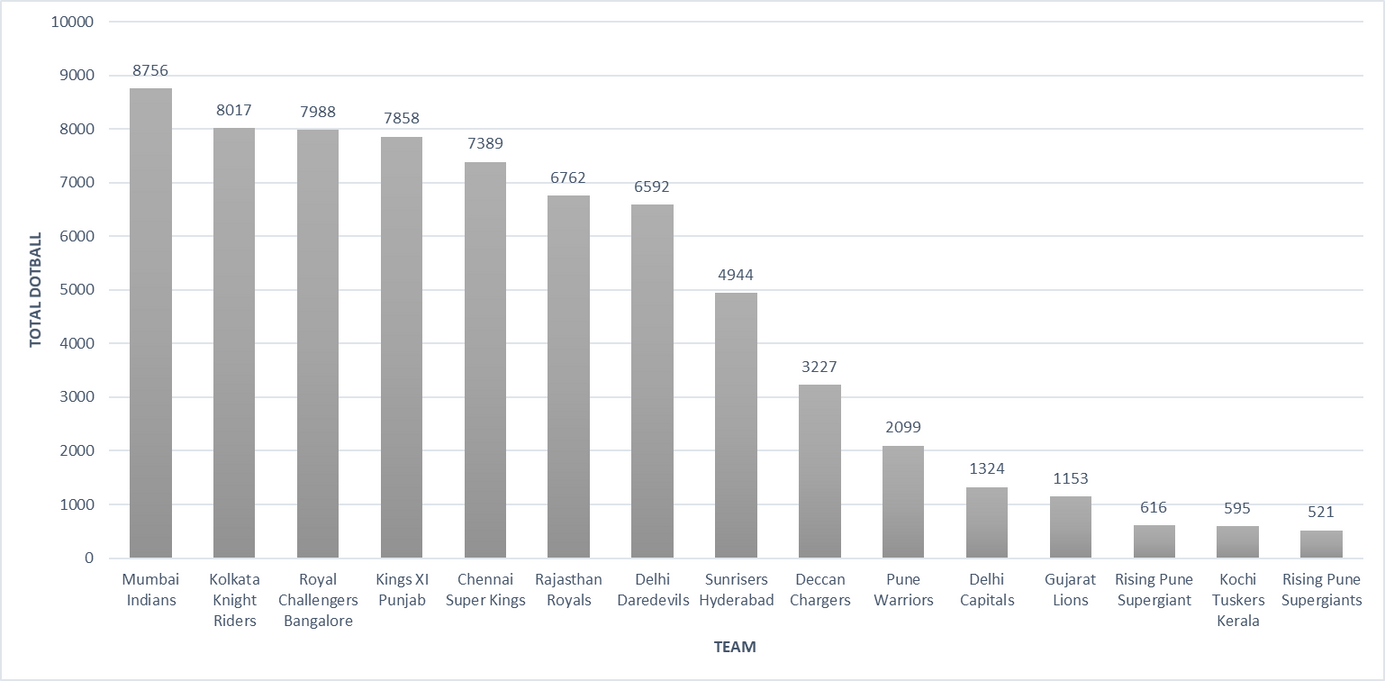 10000
9000
8000
7000
6000
5000
4000
3000
2000
1000
0
TOTAL DOTBALL
8756
8017
7988
7858
7389
6762
6592
4944
3227
2099
1324
1153
616
595
521
Mumbai
Indians
Kolkata
Knight
Riders
Royal
Challengers
Bangalore
Kings XI
Punjab
Chennai
Super Kings
Rajasthan
Royals
Delhi
Daredevils
Sunrisers
Hyderabad
Deccan
Chargers
Pune
Warriors
Delhi
Capitals
Gujarat
Lions
Rising Pune
Supergiant
Kochi
Tuskers
Kerala
Rising Pune
Supergiants
TEAM